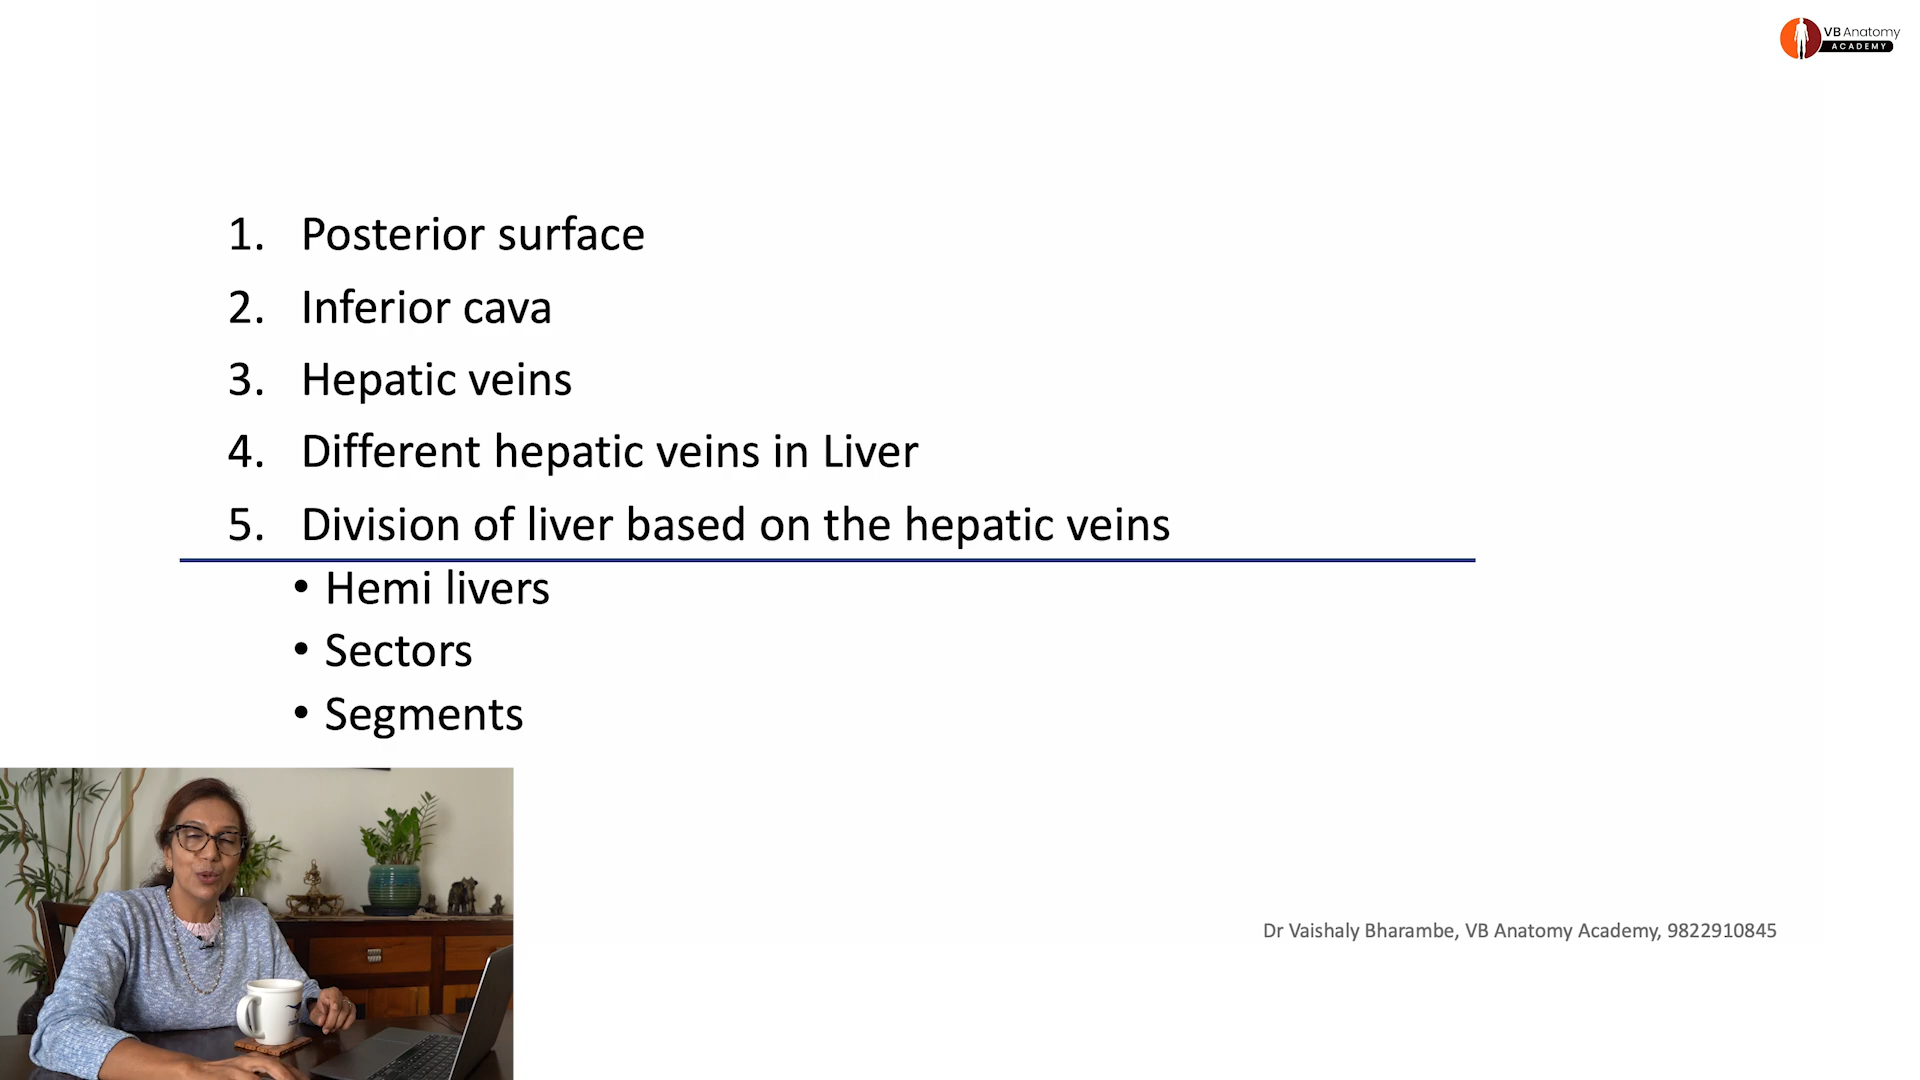 VB Anatomy
ACADEMY
1. Posterior surface
2. Inferior cava
3. Hepatic veins
4. Different hepatic veins in Liver
5. Division of liver based on the hepatic veins
• Hemi livers
• Sectors
• Segments
Dr Vaishaly Bharambe, VB Anatomy Academy, 9822910845